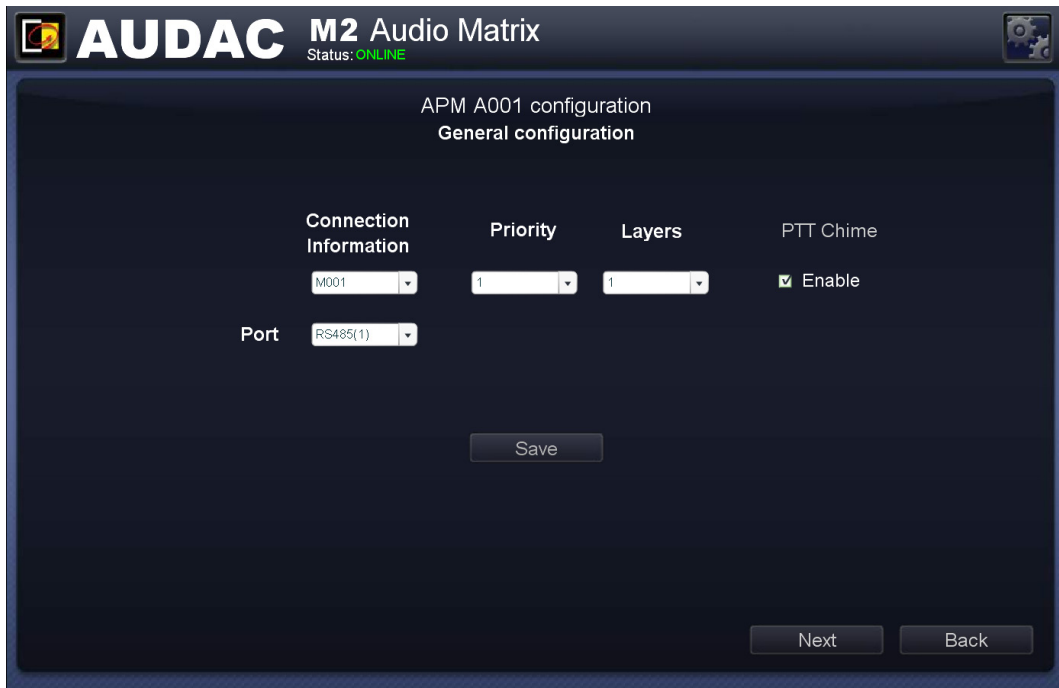 AUDAC
M2 Audio Matrix
Status: ONLINE
APM A001 configuration
General configuration
Connection
Information
Priority
Layers
PTT Chime
M001
1
1
Enable
Port
RS485(1)
Save
Next
Back